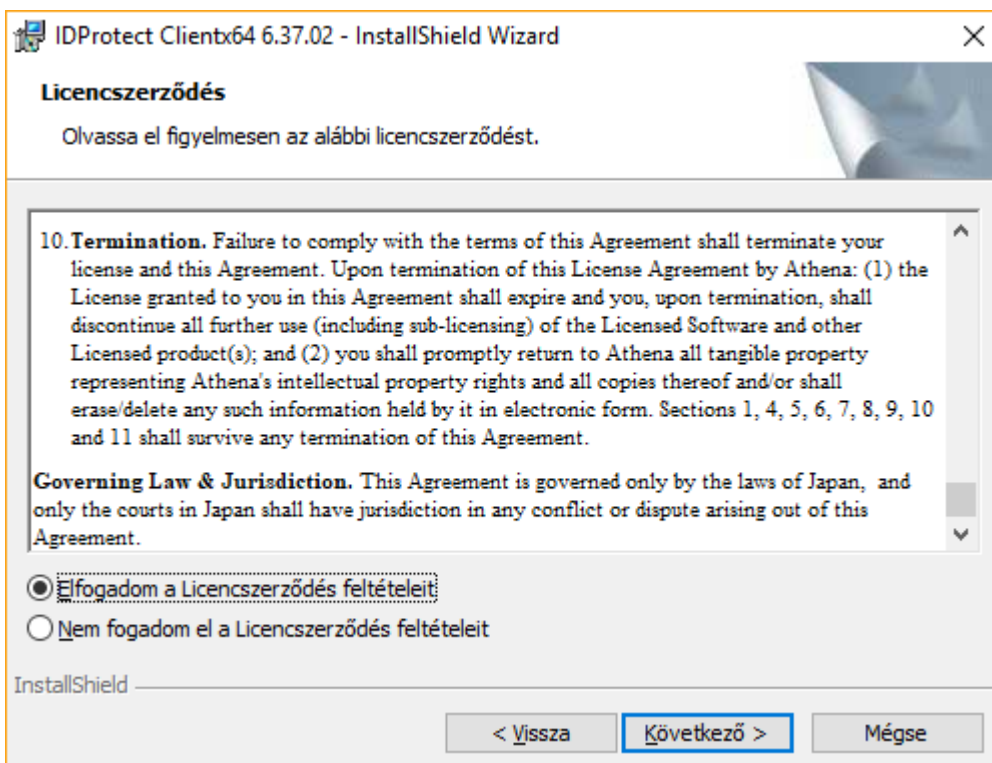 IDProtect Clientx64 6.37.02 - InstallShield Wizard
Licencszerződés
Olvassa el figyelmesen az alábbi licencszerződést.
10. Termination. Failure to comply with the terms of this Agreement shall terminate your
license and this Agreement. Upon termination of this License Agreement by Athena: (1) the
License granted to you in this Agreement shall expire and you, upon termination, shall
discontinue all further use (including sub-licensing) of the Licensed Software and other
Licensed product(s); and (2) you shall promptly return to Athena all tangible property
representing Athena's intellectual property rights and all copies thereof and/or shall
erase/delete any such information held by it in electronic form. Sections 1, 4, 5, 6, 7, 8, 9, 10
and 11 shall survive any termination of this Agreement.
Governing Law & Jurisdiction. This Agreement is governed only by the laws of Japan, and
only the courts in Japan shall have jurisdiction in any conflict or dispute arising out of this
Agreement.
Elfogadom a Licencszerződés feltételeit
Nem fogadom el a Licencszerződés feltételeit
InstallShield
< Vissza
Következő >
Mégse